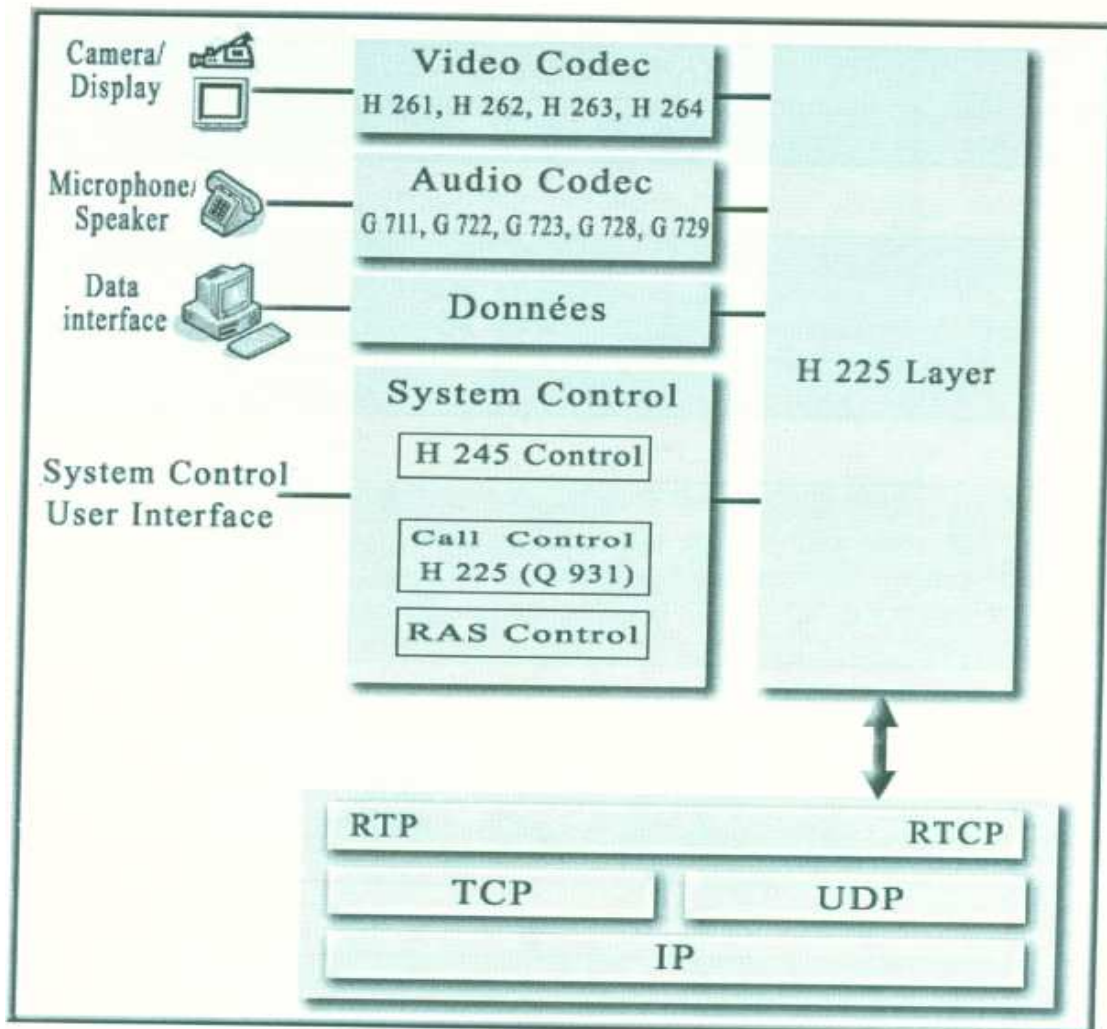 Camera/
Display
Video Codec
H 261, H 262, H 263, H 264
Microphone/
Speaker
Audio Codec
G 711, G 722, G 723, G 728, G 729
Data
interface
Données
H 225 Layer
System Control
User Interface
System Control
H 245 Control
Call Control
H 225 (Q 931)
RAS Control
RTP RTCP
TCP UDP
IP